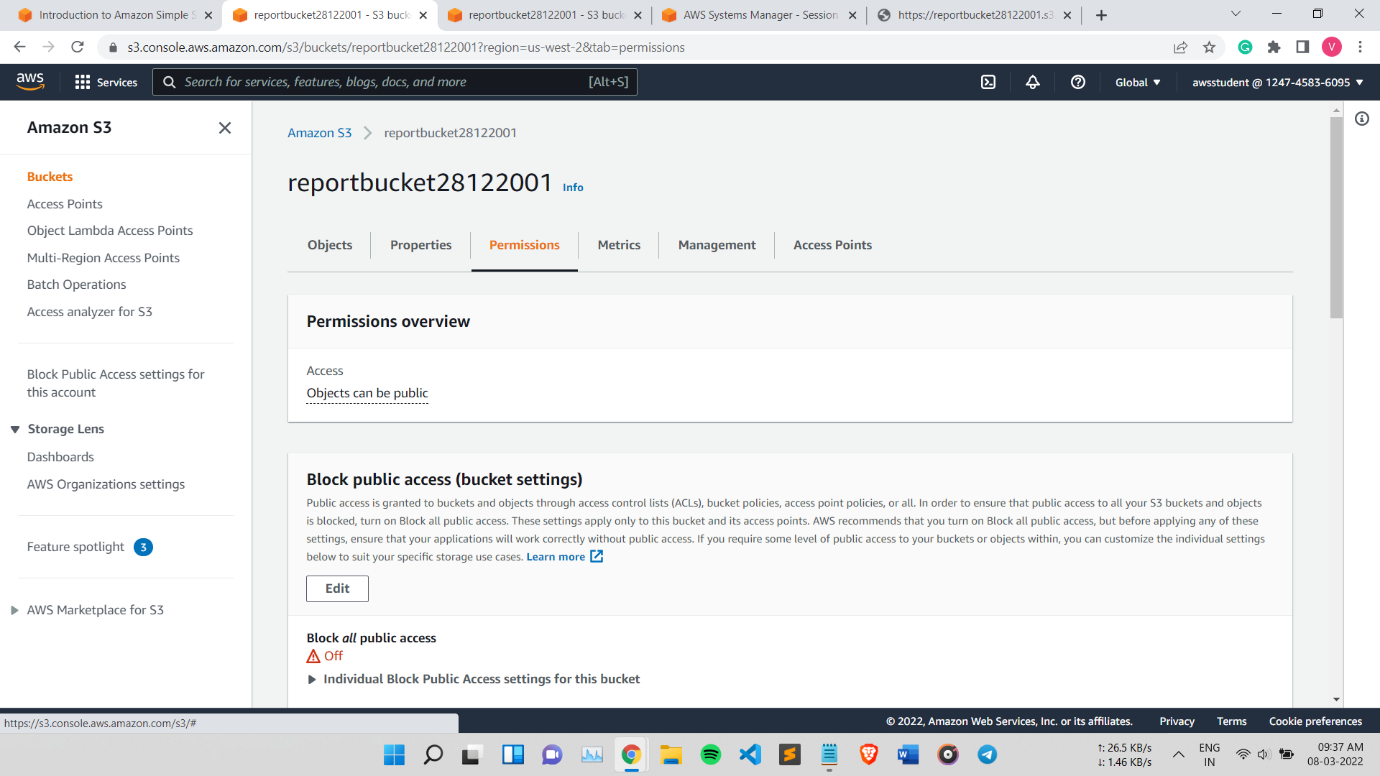 Introduction to Amazon Simple S
reportbucket28122001 - S3 buck
reportbucket28122001 - S3 buck
AWS Systems Manager - Session
https://reportbucket28122001.s3
s3.console.aws.amazon.com/s3/buckets/reportbucket28122001?region=us-west-2&tab=permissions
V
aws
Services
Search for services, features, blogs, docs, and more
[Alt+S]
Global
awsstudent @ 1247-4583-6095
Amazon S3
Buckets
Access Points
Object Lambda Access Points
Multi-Region Access Points
Batch Operations
Access analyzer for S3
Block Public Access settings for
this account
Storage Lens
Dashboards
AWS Organizations settings
Feature spotlight 3
AWS Marketplace for S3
Amazon S3 > reportbucket28122001
reportbucket28122001 Info
Objects
Properties
Permissions
Metrics
Management
Access Points
Permissions overview
Access
Objects can be public
Block public access (bucket settings)
Public access is granted to buckets and objects through access control lists (ACLs), bucket policies, access point policies, or all. In order to ensure that public access to all your S3 buckets and objects
is blocked, turn on Block all public access. These settings apply only to this bucket and its access points. AWS recommends that you turn on Block all public access, but before applying any of these
settings, ensure that your applications will work correctly without public access. If you require some level of public access to your buckets or objects within, you can customize the individual settings
below to suit your specific storage use cases. Learn more
Edit
Block all public access
Off
Individual Block Public Access settings for this bucket
https://s3.console.aws.amazon.com/s3/#
© 2022, Amazon Web Services, Inc. or its affiliates.
Privacy
Terms
Cookie preferences
↑: 26.5 KB/s
↓: 1.46 KB/s
ENG
IN
09:37 AM
08-03-2022